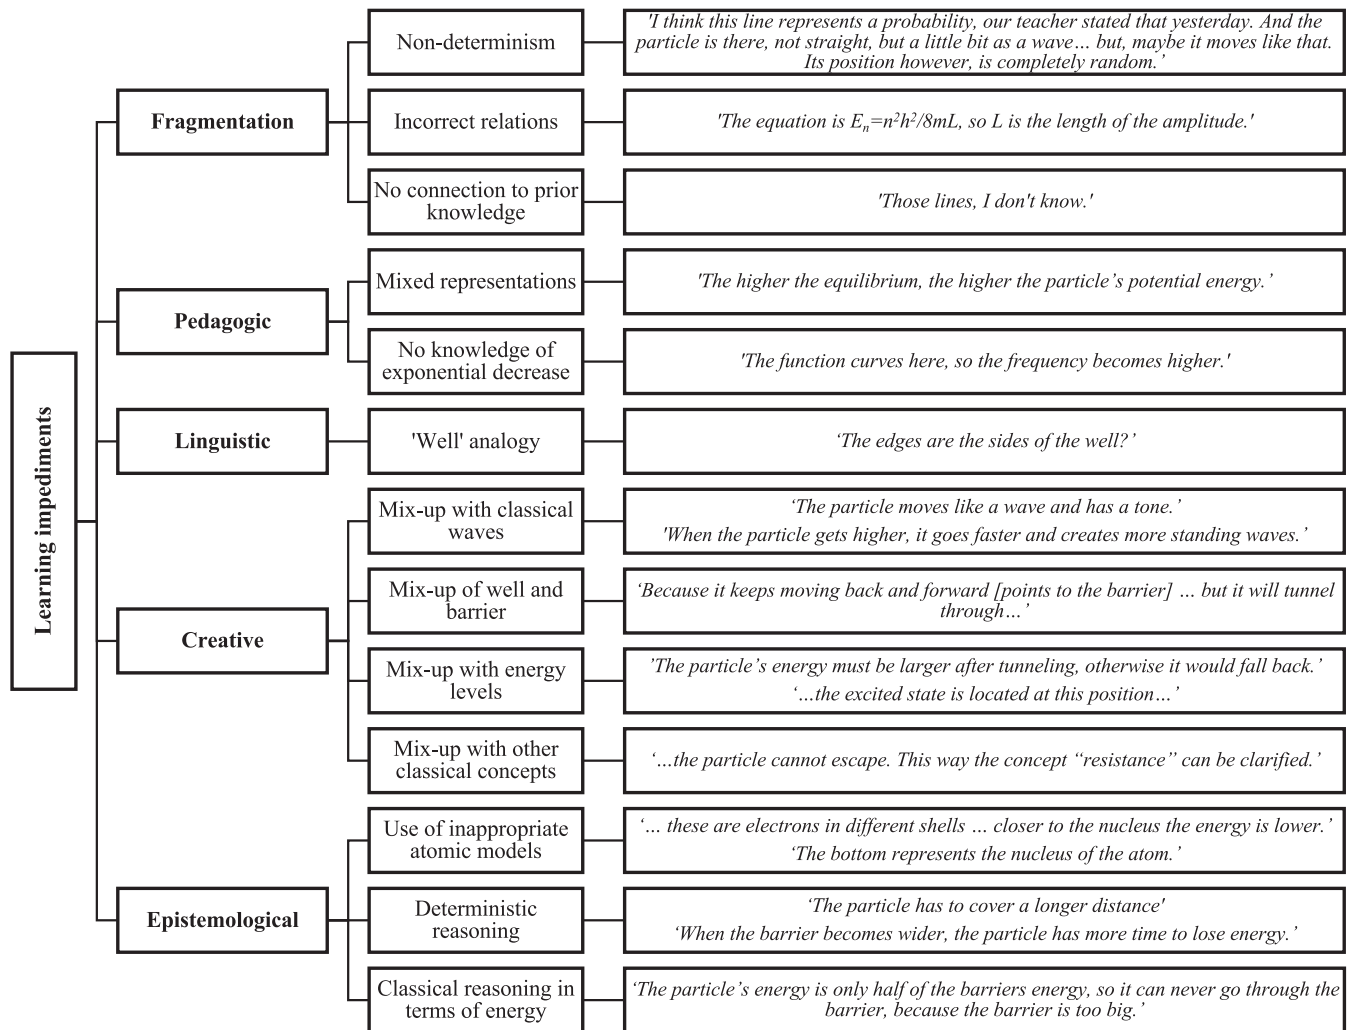 Learning impediments
Fragmentation
Non-determinism
'I think this line represents a probability, our teacher stated that yesterday. And the
particle is there, not straight, but a little bit as a wave… but, maybe it moves like that.
Its position however, is completely random.’
Incorrect relations
'The equation is Eₙ=n²h²/8mL, so L is the length of the amplitude.'
No connection to prior
knowledge
'Those lines, I don't know.'
Pedagogic
Mixed representations
'The higher the equilibrium, the higher the particle’s potential energy.’
No knowledge of
exponential decrease
'The function curves here, so the frequency becomes higher.'
Linguistic
'Well' analogy
‘The edges are the sides of the well?’
Creative
Mix-up with classical
waves
‘The particle moves like a wave and has a tone.’
'When the particle gets higher, it goes faster and creates more standing waves.’
Mix-up of well and
barrier
‘Because it keeps moving back and forward [points to the barrier] … but it will tunnel
through…’
Mix-up with energy
levels
’The particle’s energy must be larger after tunneling, otherwise it would fall back.’
‘…the excited state is located at this position…’
Mix-up with other
classical concepts
‘…the particle cannot escape. This way the concept “resistance” can be clarified.’
Epistemological
Use of inappropriate
atomic models
‘… these are electrons in different shells … closer to the nucleus the energy is lower.’
‘The bottom represents the nucleus of the atom.’
Deterministic
reasoning
‘The particle has to cover a longer distance'
‘When the barrier becomes wider, the particle has more time to lose energy.’
Classical reasoning in
terms of energy
‘The particle’s energy is only half of the barriers energy, so it can never go through the
barrier, because the barrier is too big.’